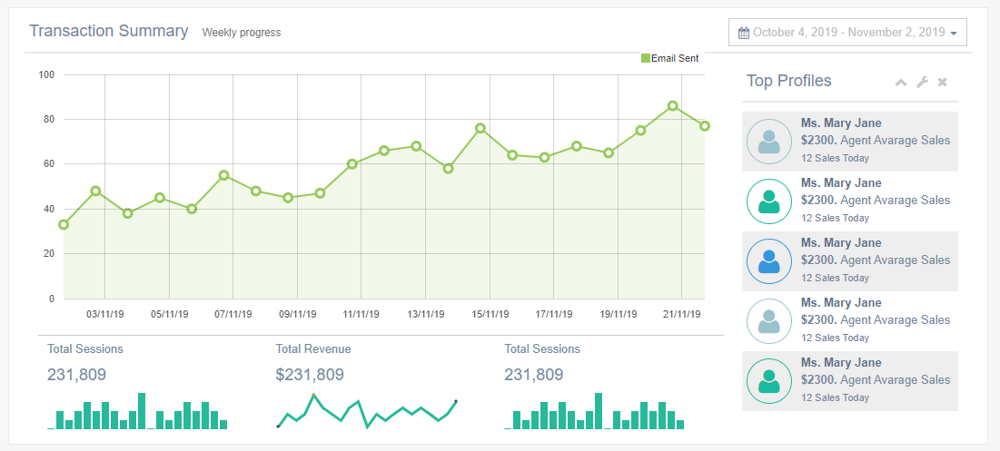 Transaction Summary Weekly progress
October 4, 2019 - November 2, 2019
Email Sent
100
80
60
40
20
0
03/11/19 05/11/19 07/11/19 09/11/19 11/11/19 13/11/19 15/11/19 17/11/19 19/11/19 21/11/19
Total Sessions
231,809
Total Revenue
$231,809
Total Sessions
231,809
Top Profiles
Ms. Mary Jane
$2300. Agent Avarage Sales
12 Sales Today
Ms. Mary Jane
$2300. Agent Avarage Sales
12 Sales Today
Ms. Mary Jane
$2300. Agent Avarage Sales
12 Sales Today
Ms. Mary Jane
$2300. Agent Avarage Sales
12 Sales Today
Ms. Mary Jane
$2300. Agent Avarage Sales
12 Sales Today